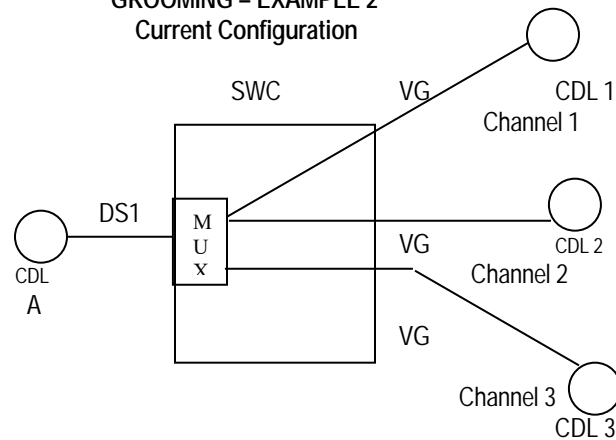 GROOMING – EXAMPLE 2
Current Configuration
SWC
VG
CDL 1
Channel 1
DS1
M
U
X
CDL
A
VG
CDL 2
Channel 2
VG
Channel 3
CDL 3